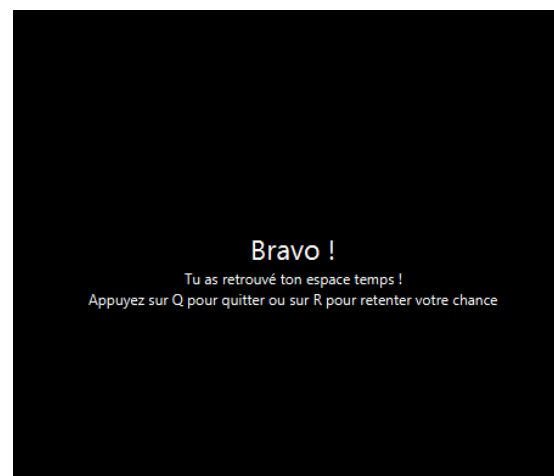 Bravo !
Tu as retrouvé ton espace temps !
Appuyez sur Q pour quitter ou sur R pour retenter votre chance